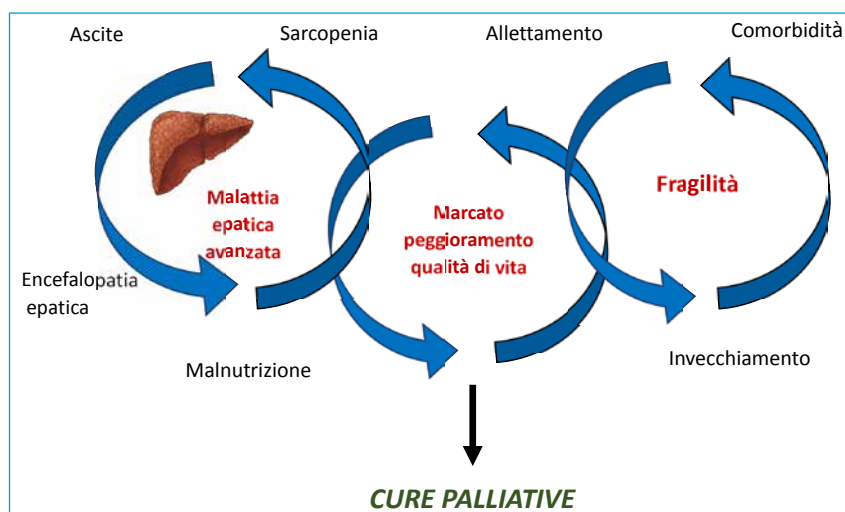 Ascite
Sarcopenia
Allettamento
Comorbidità
Malattia
epatica
avanzata
Marcato
peggioramento
qualità di vita
Fragilità
Encefalopatia
epatica
Malnutrizione
Invecchiamento
CURE PALLIATIVE